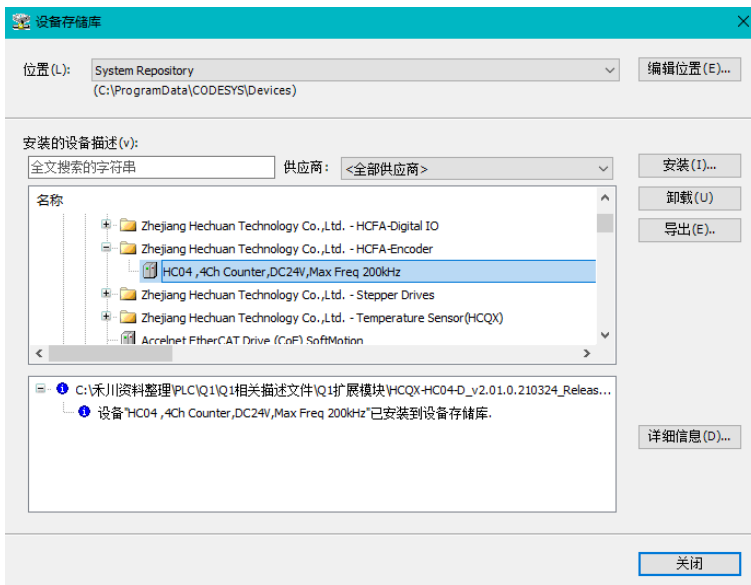 设备存储库
位置(L): System Repository 编辑位置(E)...
(C:\ProgramData\CODESYS\Devices)
安装的设备描述(v):
全文搜索的字符串 供应商: <全部供应商> 安装(I)...
名称 卸载(U)
Zhejiang Hechuan Technology Co.,Ltd. - HCFA-Digital IO 导出(E)..
Zhejiang Hechuan Technology Co.,Ltd. - HCFA-Encoder
HC04 ,4Ch Counter,DC24V,Max Freq 200kHz
Zhejiang Hechuan Technology Co.,Ltd. - Stepper Drives
Zhejiang Hechuan Technology Co.,Ltd. - Temperature Sensor(HCQX)
Accelnet EtherCAT Drive (CoE) SoftMotion
C:\禾川资料整理\PLC\Q1\Q1相关描述文件\Q1扩展模块\HCQX-HC04-D_v2.01.0.210324_Releas...
设备"HC04 ,4Ch Counter,DC24V,Max Freq 200kHz"已安装到设备存储库.
详细信息(D)...
关闭